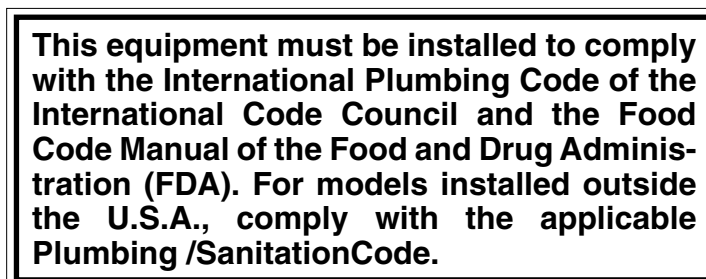 This equipment must be installed to comply
with the International Plumbing Code of the
International Code Council and the Food
Code Manual of the Food and Drug Adminis-
tration (FDA). For models installed outside
the U.S.A., comply with the applicable
Plumbing /SanitationCode.